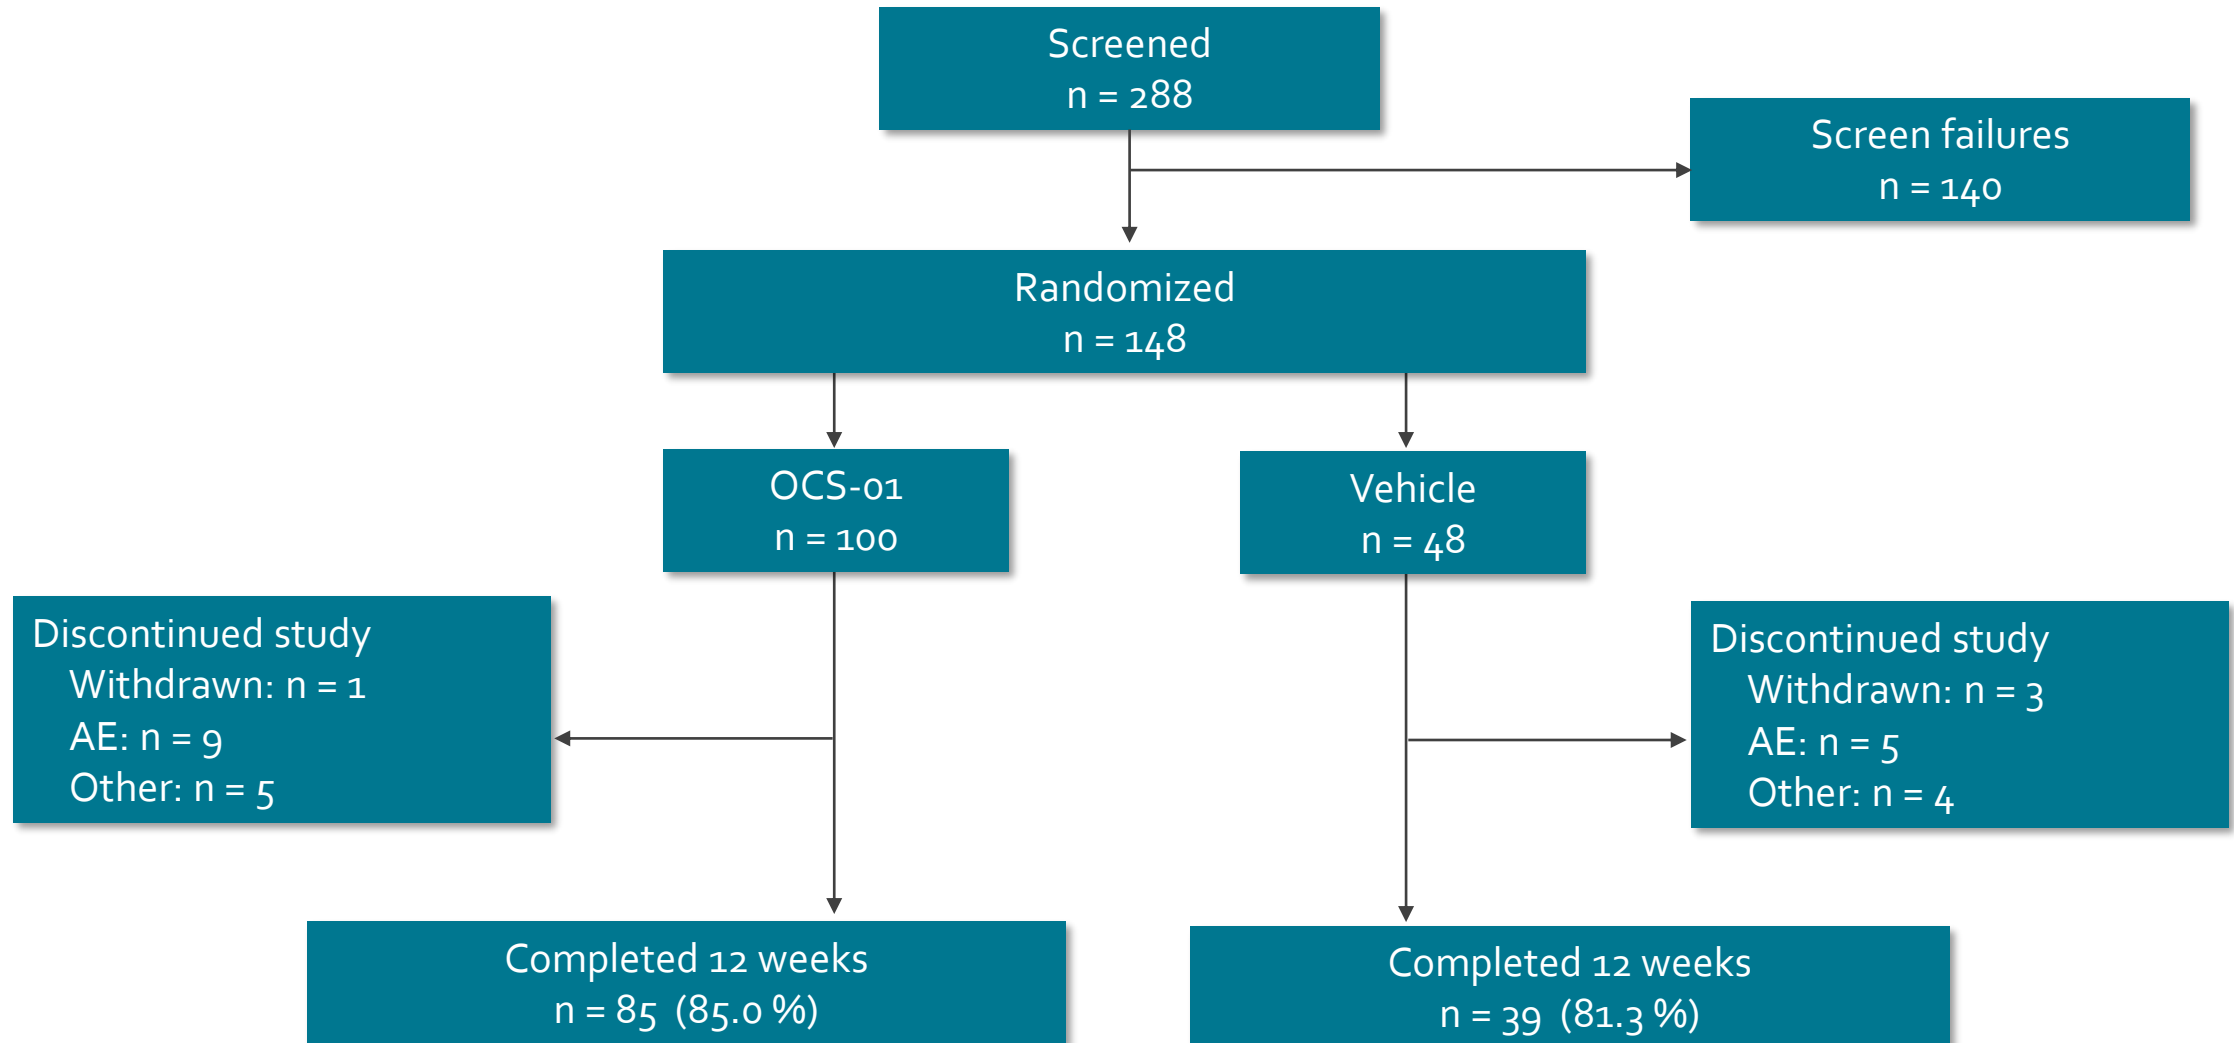 Screened
n = 288
Screen failures
n = 140
Randomized
n = 148
OCS-01
n = 100
Vehicle
n = 48
Discontinued study
Withdrawn: n = 1
AE: n = 9
Other: n = 5
Discontinued study
Withdrawn: n = 3
AE: n = 5
Other: n = 4
Completed 12 weeks
n = 85 (85.0 %)
Completed 12 weeks
n = 39 (81.3 %)